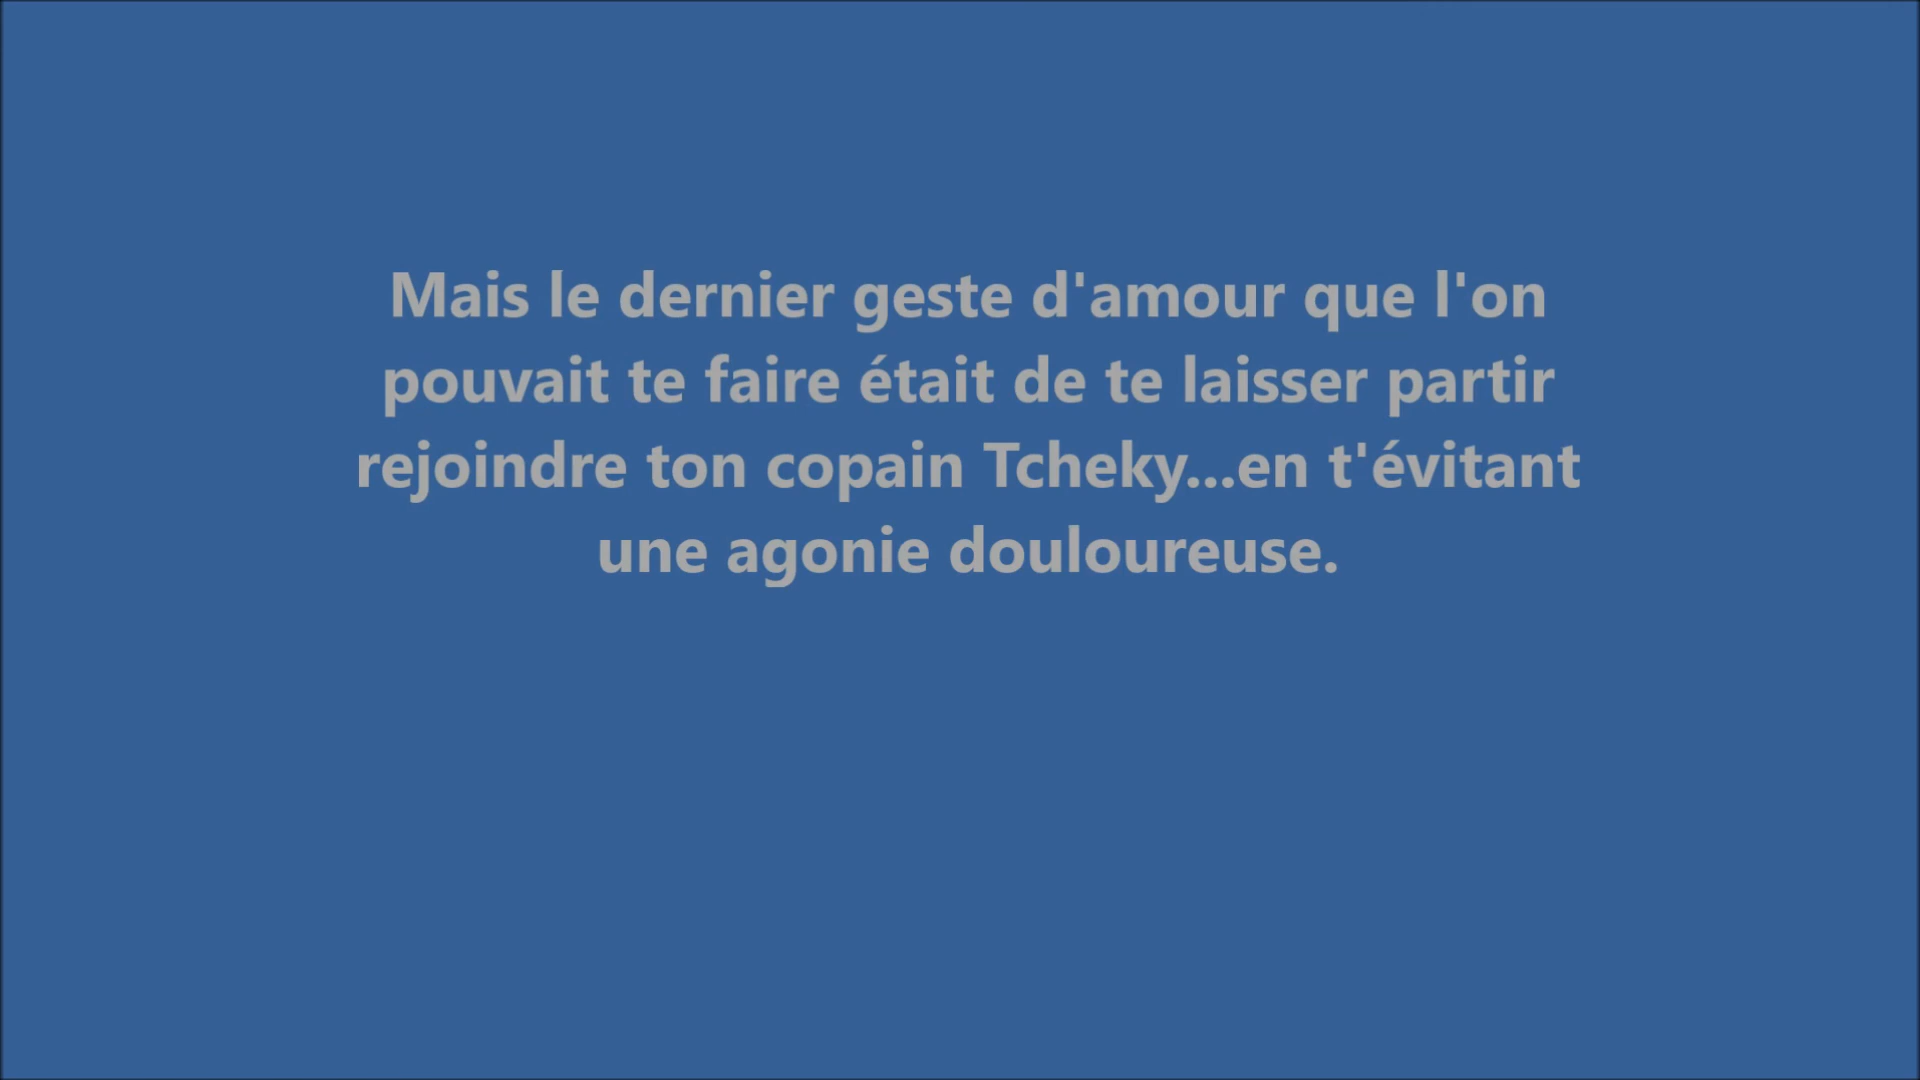 Mais le dernier geste d'amour que l'on
pouvait te faire était de te laisser partir
rejoindre ton copain Tcheky...en t'évitant
une agonie douloureuse.